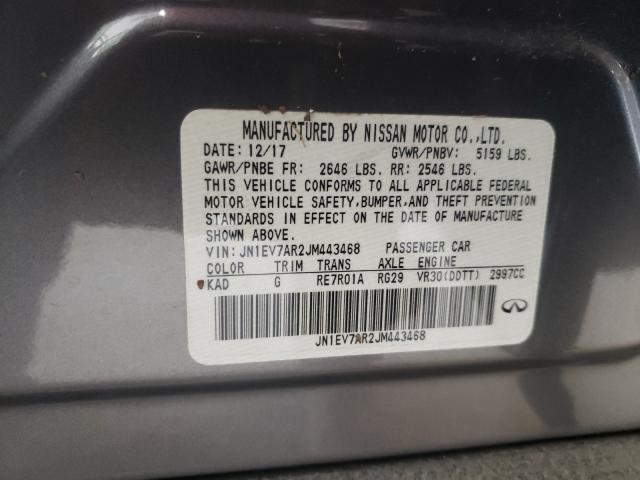 MANUFACTURED BY NISSAN MOTOR CO.,LTD.
DATE: 12/17 GVWR/PNBV: 5159 LBS.
GAWR/PNBE FR: 2646 LBS. RR: 2546 LBS.
THIS VEHICLE CONFORMS TO ALL APPLICABLE FEDERAL
MOTOR VEHICLE SAFETY,BUMPER,AND THEFT PREVENTION
STANDARDS IN EFFECT ON THE DATE OF MANUFACTURE
SHOWN ABOVE.
VIN:JN1EV7AR2JM443468 PASSENGER CAR
COLOR TRIM TRANS AXLE ENGINE
KAD G RE7R01A RG29 VR30(DDTT) 2997CC
JN1EV7AR2JM443468